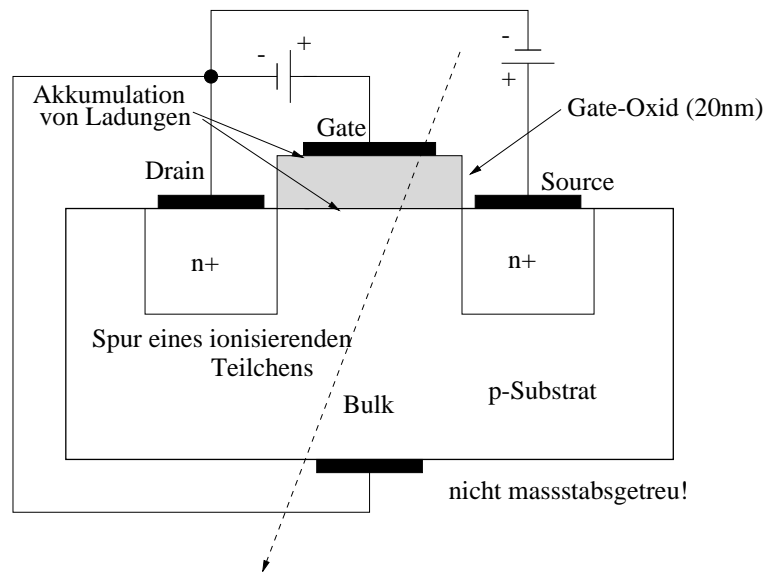 -
+
-
+
Akkumulation
von Ladungen
Gate
Gate-Oxid (20nm)
Drain
Source
n+
n+
Spur eines ionisierenden
Teilchens
p-Substrat
Bulk
nicht massstabsgetreu!